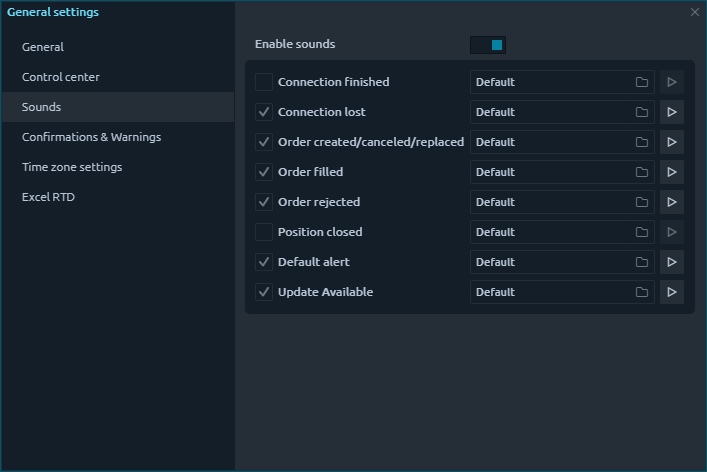 General settings
General
Control center
Sounds
Confirmations & Warnings
Time zone settings
Excel RTD
Enable sounds
Connection finished Default
Connection lost Default
Order created/canceled/replaced Default
Order filled Default
Order rejected Default
Position closed Default
Default alert Default
Update Available Default